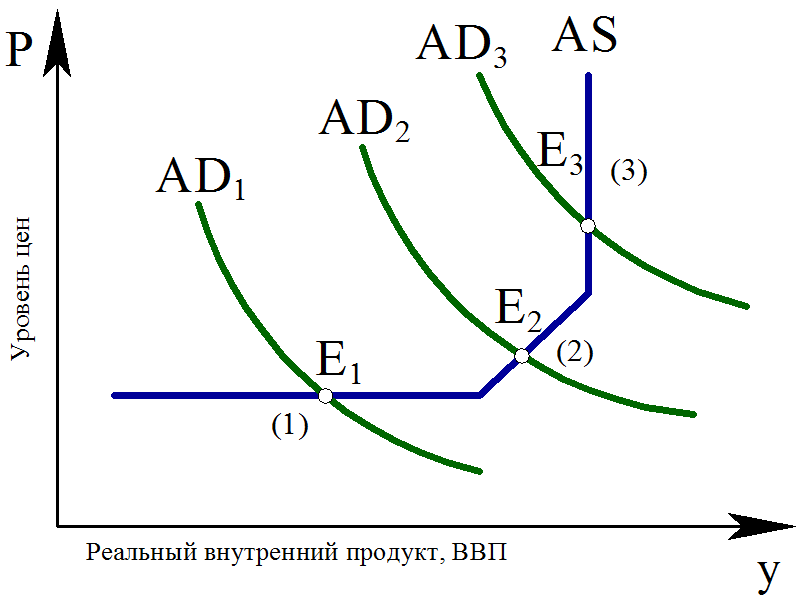 P
AD₃
AS
AD₂
E₃
(3)
AD₁
Уровень цен
E₂
(2)
E₁
(1)
Реальный внутренний продукт, ВВП
y